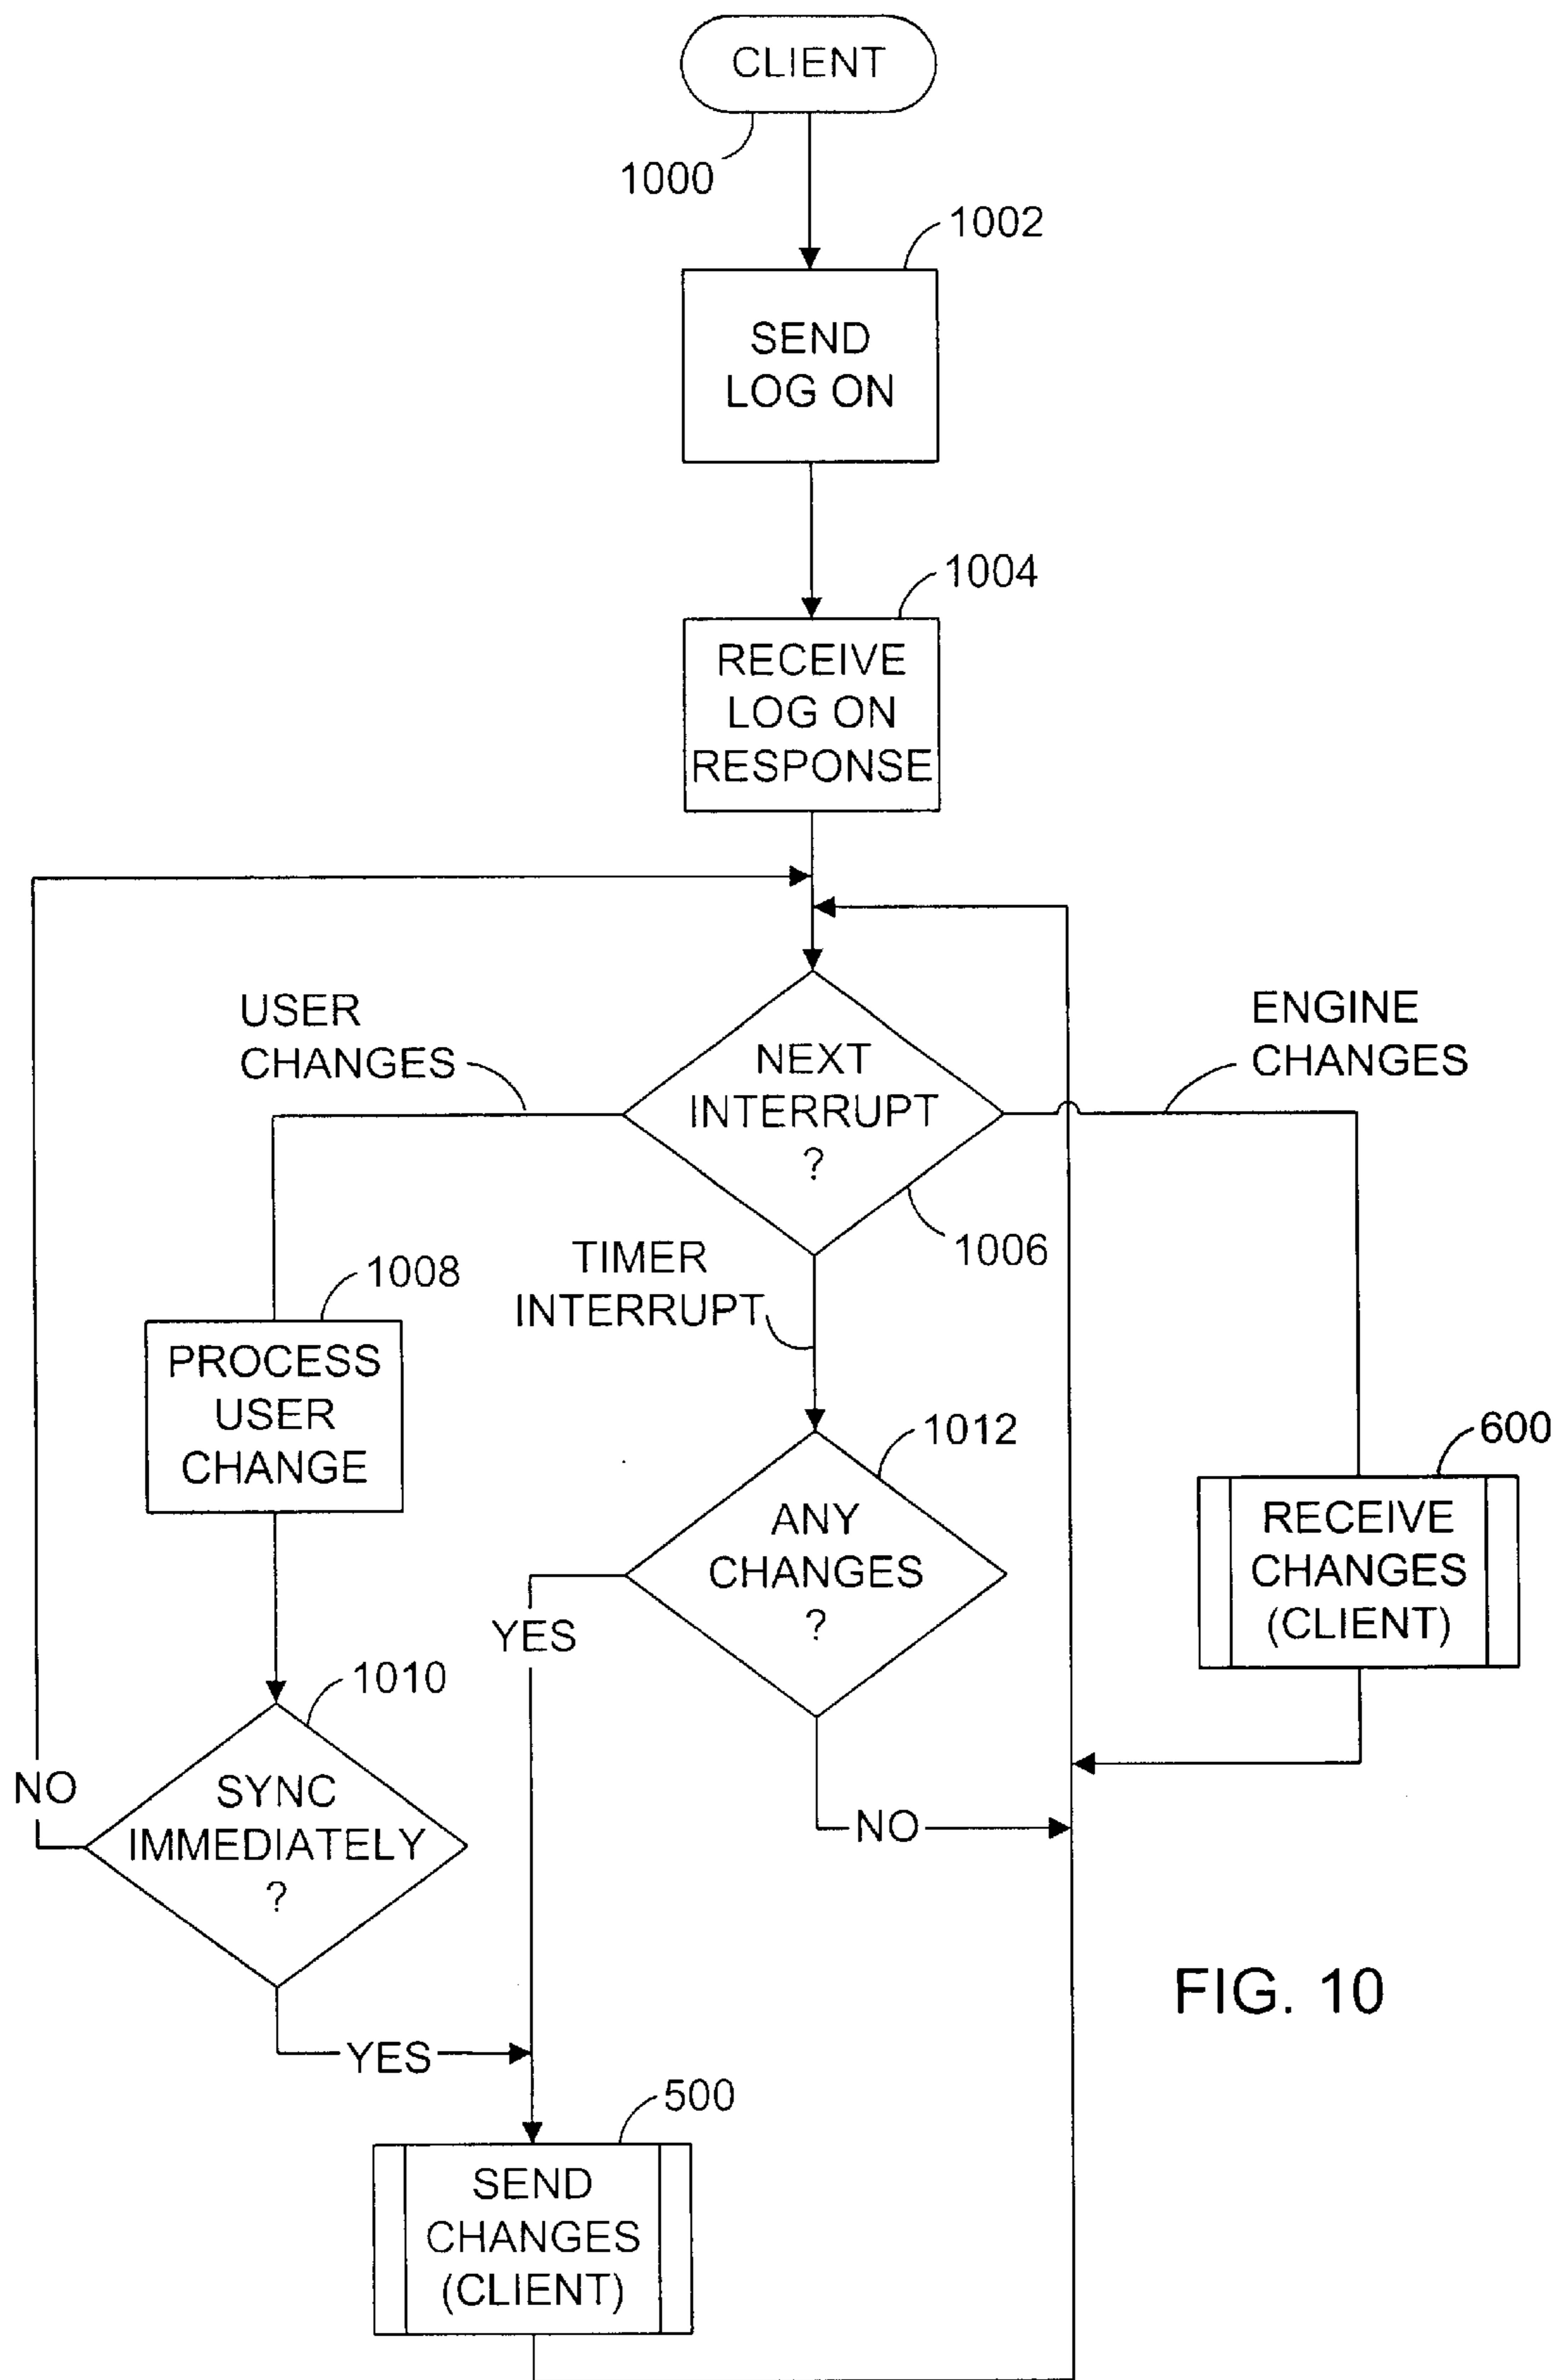 CLIENT
1000
1002
SEND
LOG ON
1004
RECEIVE
LOG ON
RESPONSE
USER
CHANGES
NEXT
INTERRUPT
?
ENGINE
CHANGES
1006
TIMER
INTERRUPT
1008
PROCESS
USER
CHANGE
1012
ANY
CHANGES
?
YES
NO
600
RECEIVE
CHANGES
(CLIENT)
1010
SYNC
IMMEDIATELY
?
NO
YES
FIG. 10
500
SEND
CHANGES
(CLIENT)